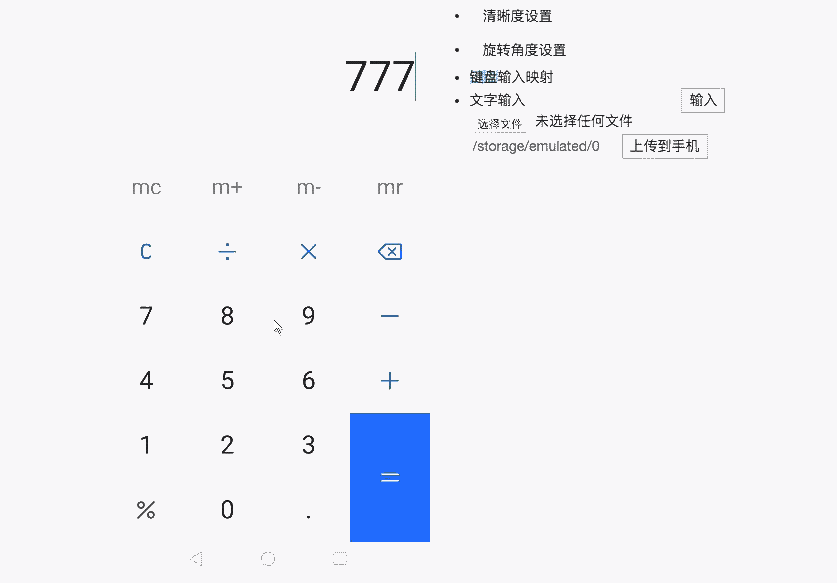 777
mc m+ m- mr
C ÷ ×
7 8 9 −
4 5 6 +
1 2 3
% 0 . =
清晰度设置
旋转角度设置
键盘输入映射
文字输入 输入
选择文件 未选择任何文件
/storage/emulated/0 上传到手机